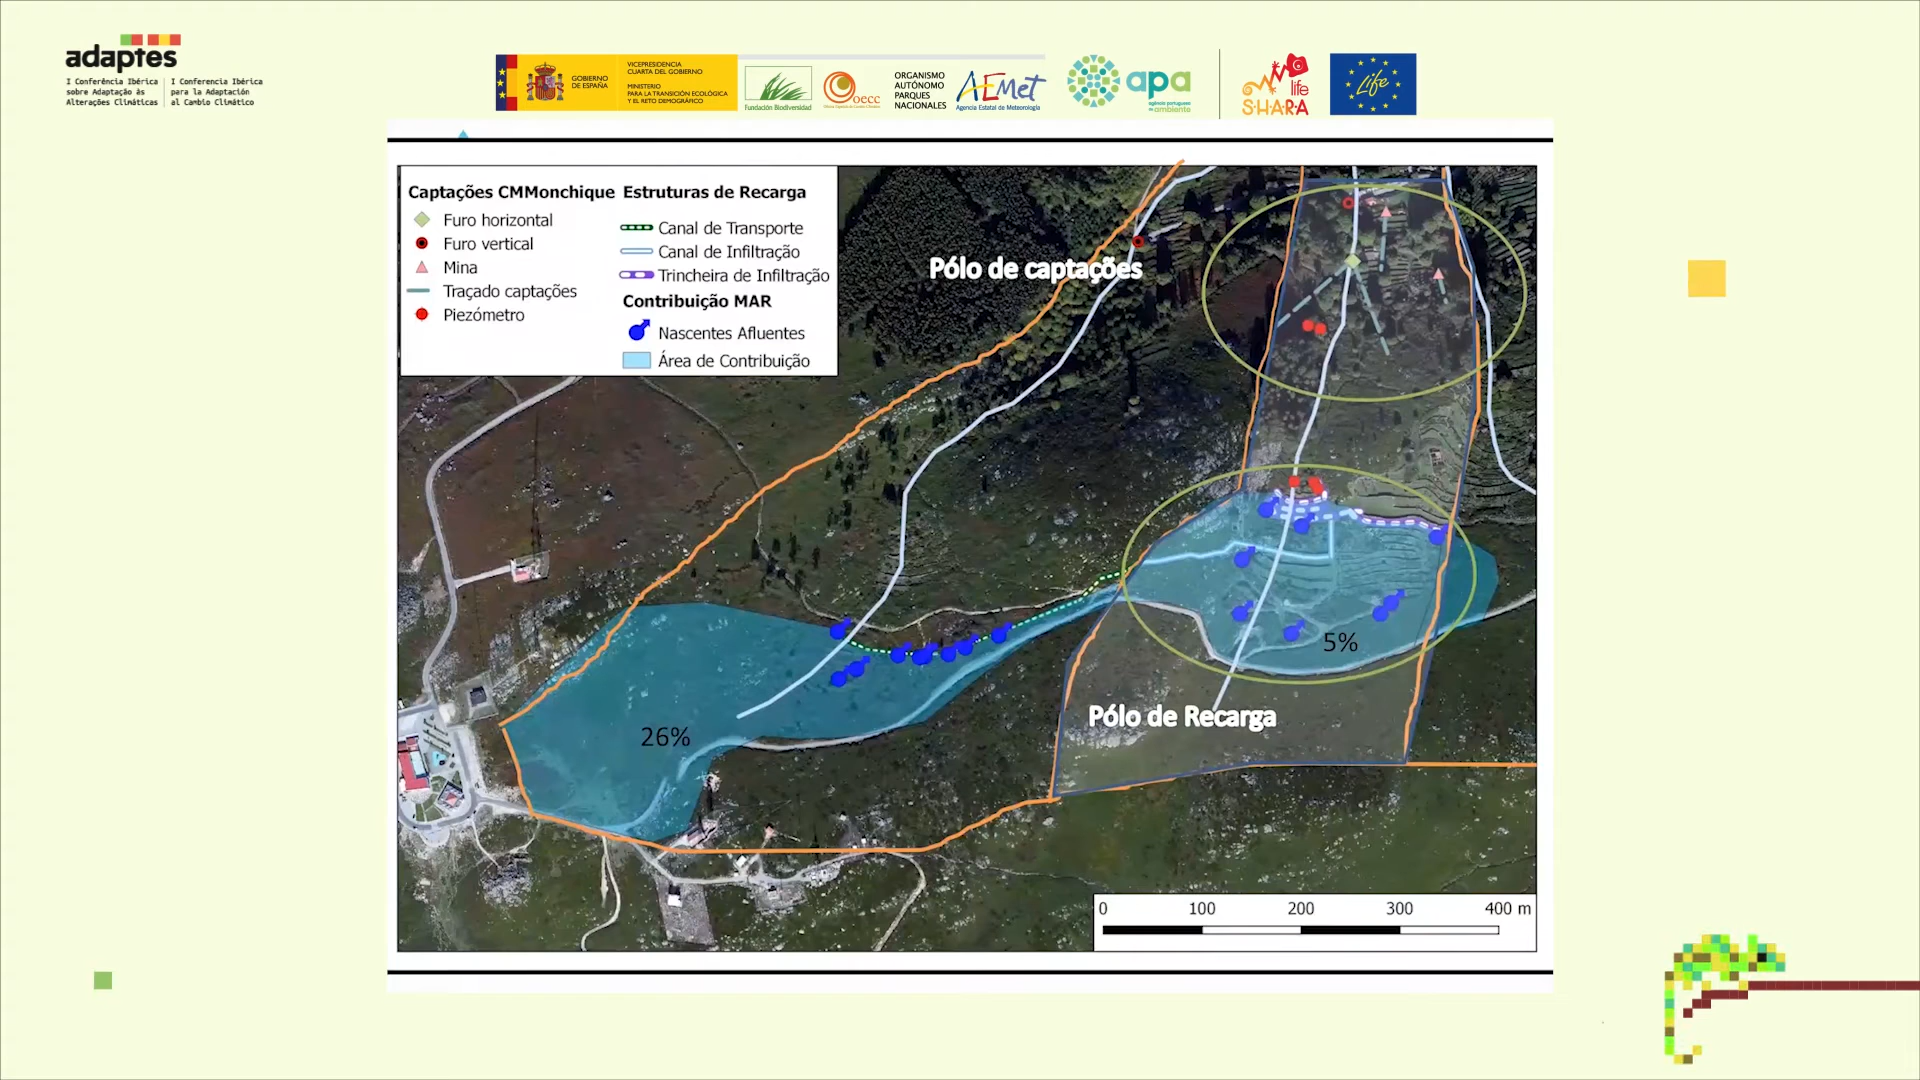 adaptes
I Conferência Ibérica
sobre Adaptação às
Alterações Climáticas
I Conferencia Ibérica
para la Adaptación
al Cambio Climático
GOBIERNO
DE ESPAÑA
VICEPRESIDENCIA
CUARTA DEL GOBIERNO
MINISTERIO
PARA LA TRANSICIÓN ECOLÓGICA
Y EL RETO DEMOGRÁFICO
Fundación Biodiversidad
oecc
ORGANISMO
AUTÓNOMO
PARQUES
NACIONALES
AEMet
Agencia Estatal de Meteorología
apa
agência portuguesa
do ambiente
life
SHARA
Life
Captações CMMonchique
Furo horizontal
Furo vertical
Mina
Traçado captações
Piezómetro
Estruturas de Recarga
Canal de Transporte
Canal de Infiltração
Trincheira de Infiltração
Contribuição MAR
Nascentes Afluentes
Área de Contribuição
Pólo de captações
5%
Pólo de Recarga
26%
0 100 200 300 400 m